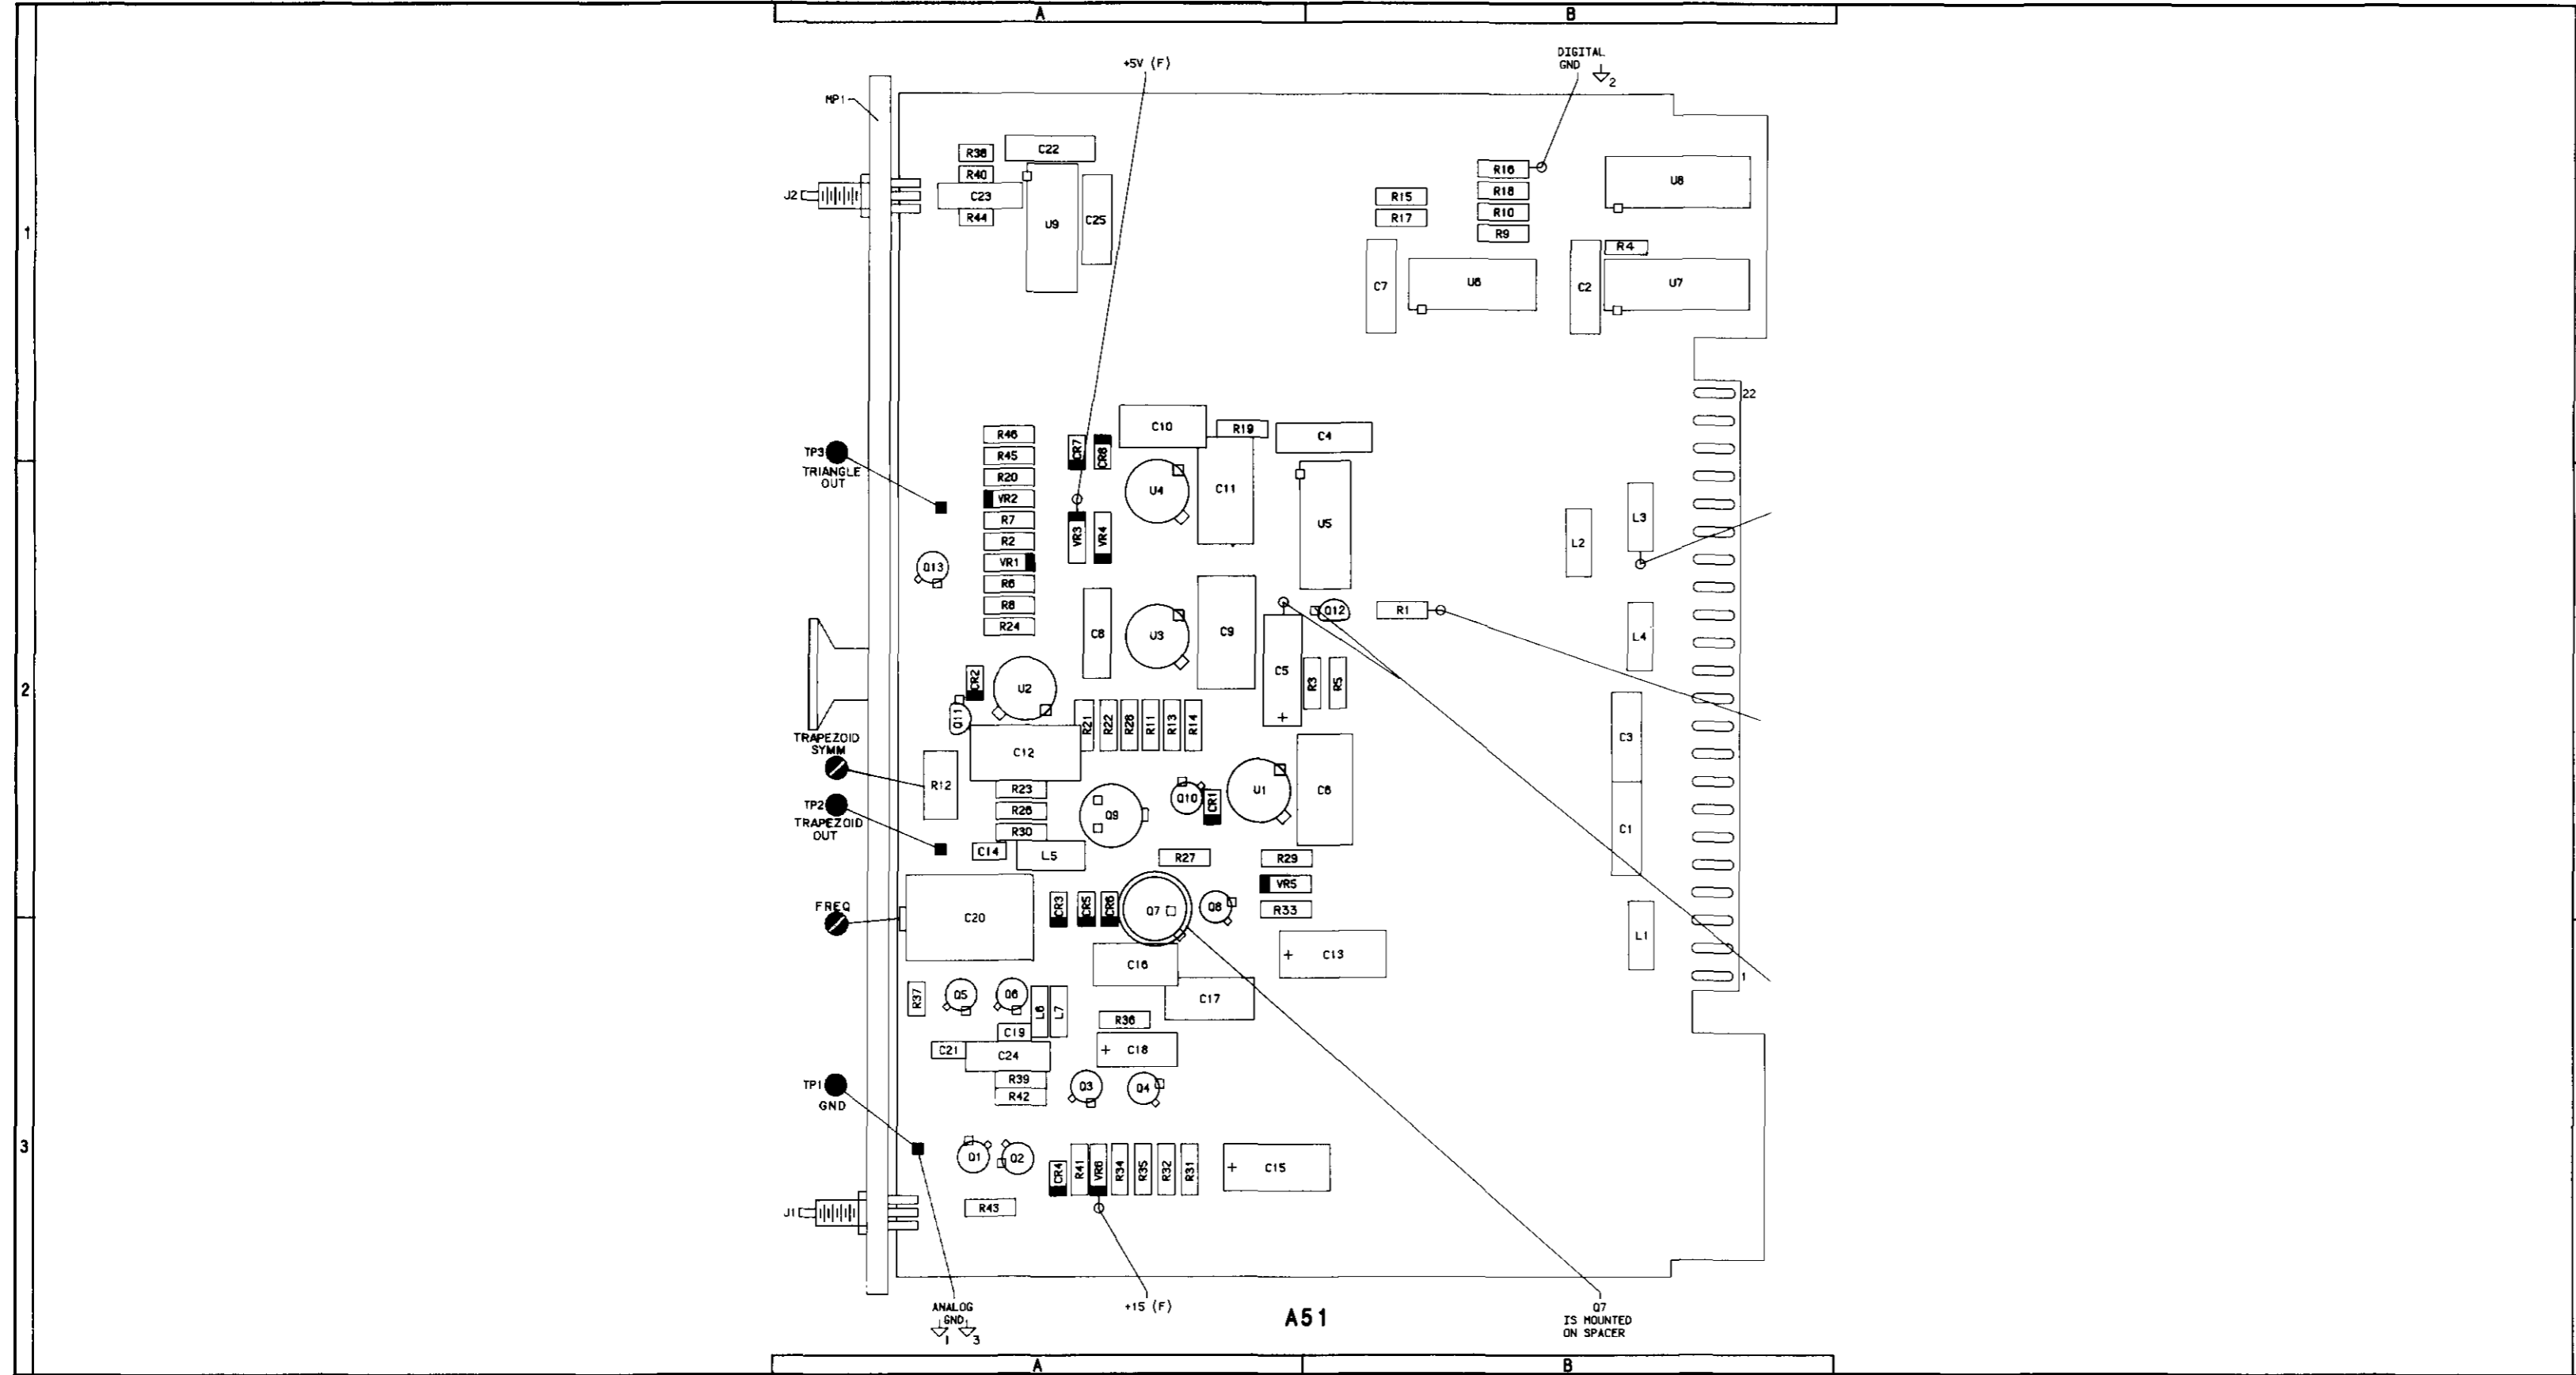 A
B
+5V (F)
DIGITAL
GND
2
MP1
R38
C22
R40
J2
C23
R44
U9
C25
R16
R18
R15
R10
R17
R9
U8
R4
C7
U6
C2
U7
1
22
R46
R45
R20
VR2
R7
R2
VR1
R6
R8
R24
CR7
CR8
C10
R19
C4
TP3
TRIANGLE
OUT
U4
C11
U5
VR3
VR4
L3
L2
Q13
C8
U3
C9
Q12
R1
L4
C5
+
R3
R5
2
CR2
U2
Q11
R21
R22
R28
R11
R13
R14
C12
C3
TRAPEZOID
SYMM
R12
R23
R26
R30
Q9
Q10
CR1
U1
C6
TP2
TRAPEZOID
OUT
C14
L5
R27
R29
C1
VR5
R33
FREQ
C20
CR3
CR5
CR6
Q7
Q8
L1
C16
+ C13
C17
1
R37
Q5
Q6
L6
L7
C19
R36
C21
C24
+ C18
R39
R42
Q3
Q4
TP1
GND
3
Q1
Q2
CR4
R41
VR6
R34
R35
R32
R31
+ C15
J1
R43
ANALOG
GND
1
3
+15 (F)
A51
Q7
IS MOUNTED
ON SPACER
A
B